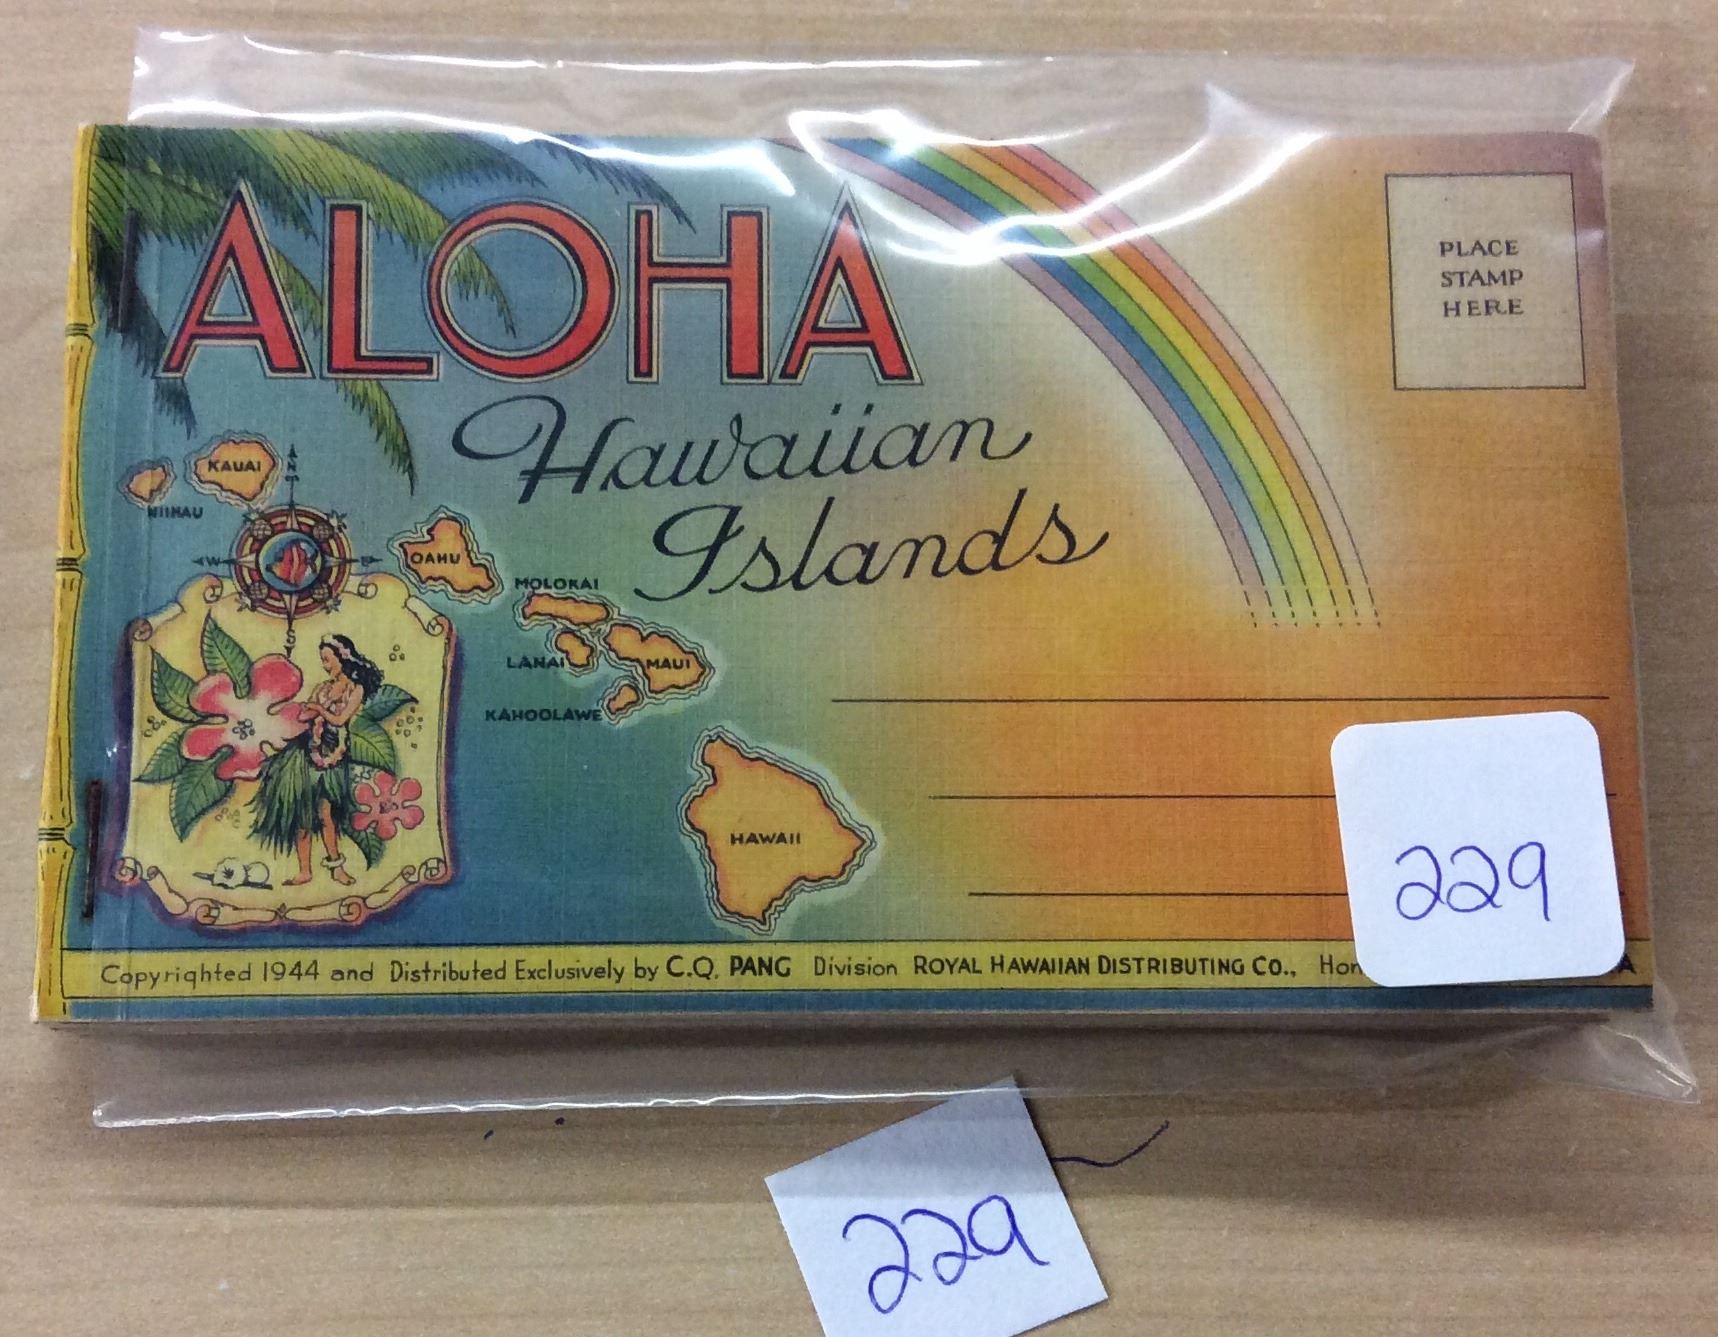 ALOHA
Hawaiian
Islands
PLACE
STAMP
HERE
KAUAI
NIIHAU
N
W
E
S
OAHU
MOLOKAI
LANAI
MAUI
KAHOOLAWE
HAWAII
229
Copyrighted 1944 and Distributed Exclusively by C.Q. PANG Division ROYAL HAWAIIAN DISTRIBUTING CO.,
229